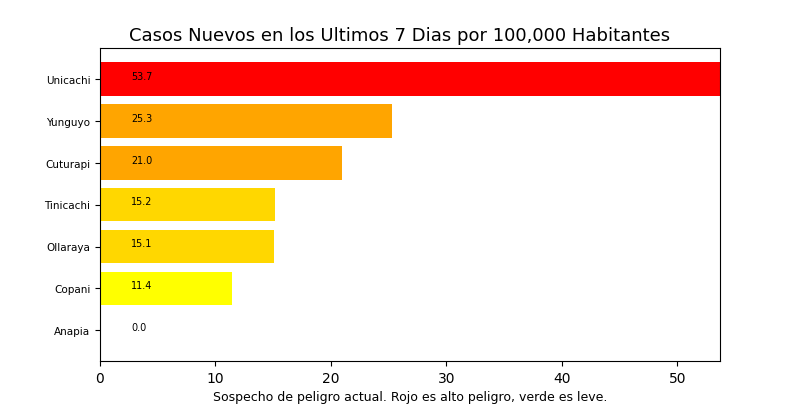 Casos Nuevos en los Ultimos 7 Dias por 100,000 Habitantes
Unicachi 53.7
Yunguyo 25.3
Cuturapi 21.0
Tinicachi 15.2
Ollaraya 15.1
Copani 11.4
Anapia 0.0
0 10 20 30 40 50
Sospecho de peligro actual. Rojo es alto peligro, verde es leve.